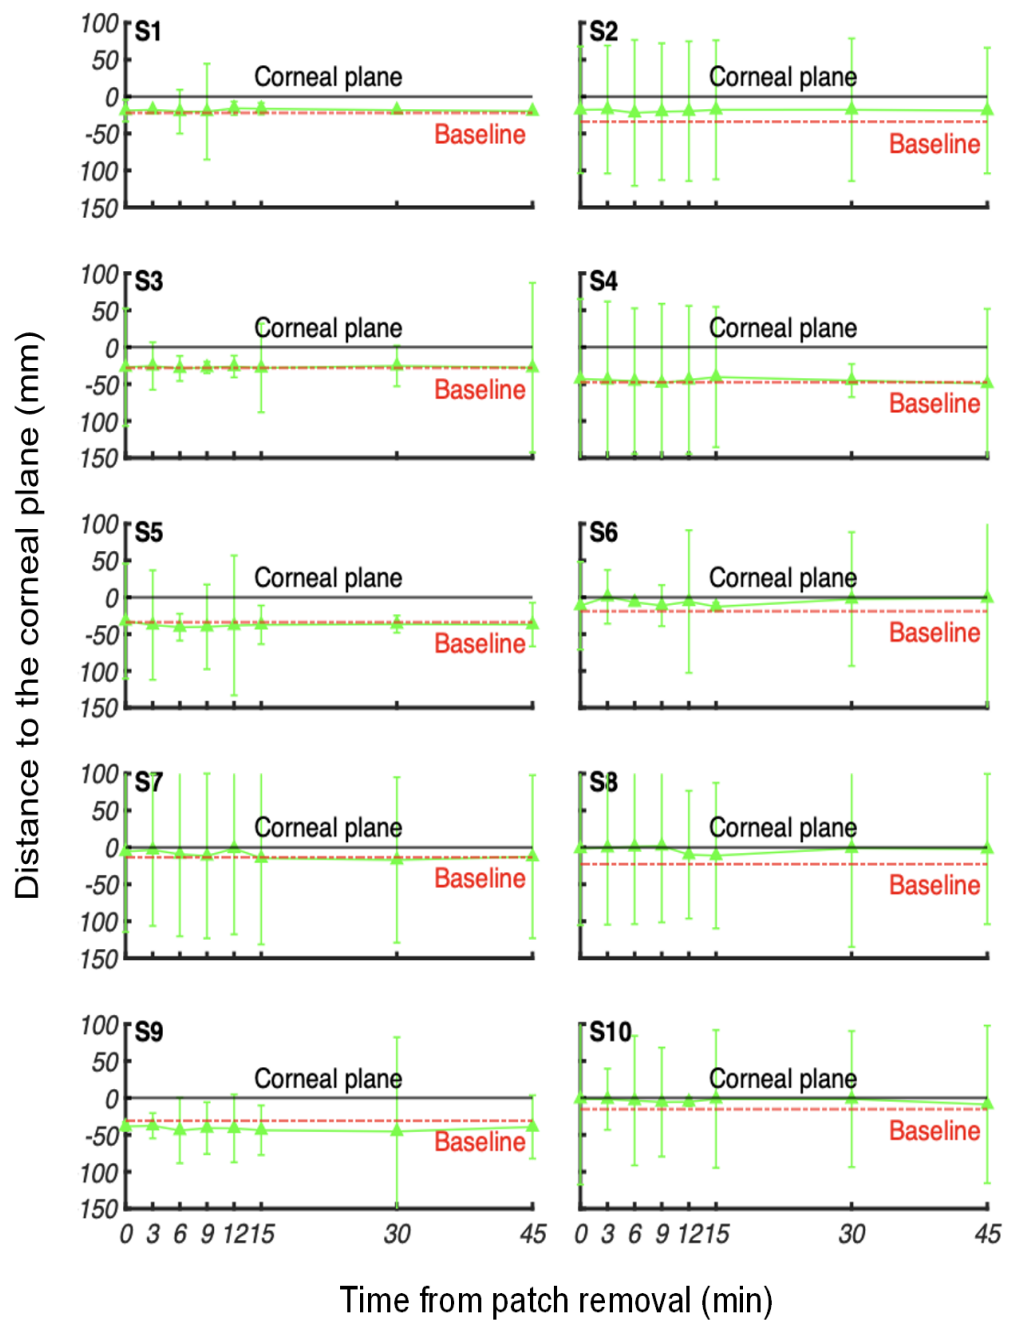 Distance to the corneal plane (mm)
100 S1
50
0
-50
100
150
Corneal plane
Baseline
S2
Corneal plane
Baseline
100 S3
50
0
-50
100
150
Corneal plane
Baseline
S4
Corneal plane
Baseline
100 S5
50
0
-50
100
150
Corneal plane
Baseline
S6
Corneal plane
Baseline
100 S7
50
0
-50
100
150
Corneal plane
Baseline
S8
Corneal plane
Baseline
100 S9
50
0
-50
100
150
Corneal plane
Baseline
S10
Corneal plane
Baseline
0 3 6 9 12 15 30 45
0 3 6 9 12 15 30 45
Time from patch removal (min)